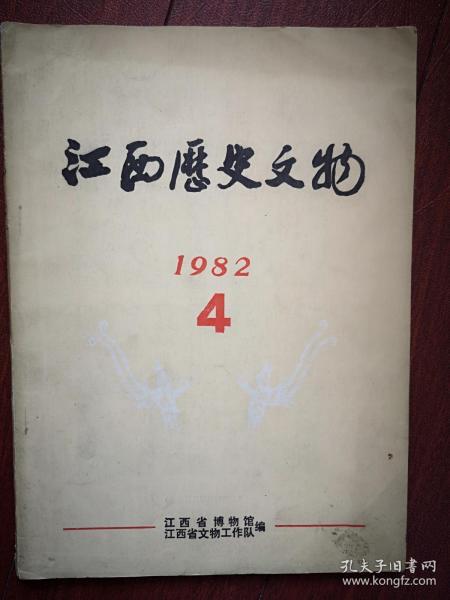 江西歷史文物
1982
4
江西省博物馆
江西省文物工作队 编
孔夫子旧书网
www.kongfz.com